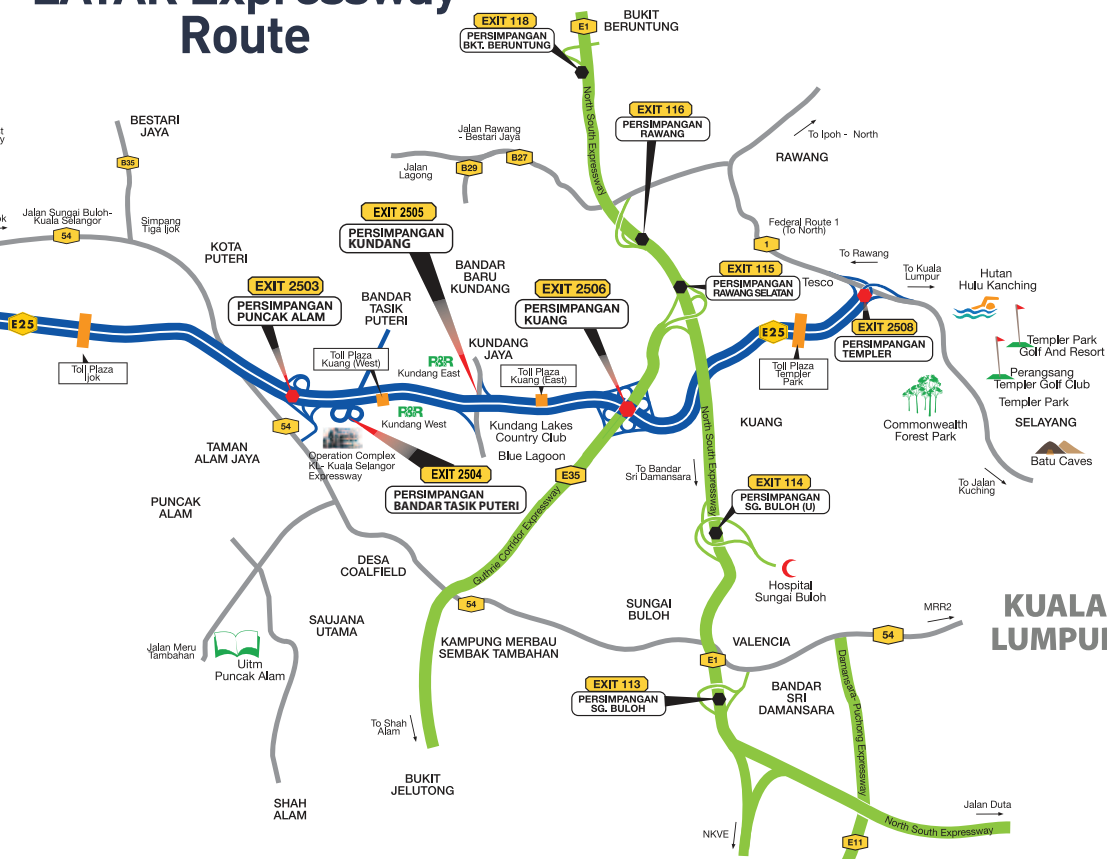 LATAR Expressway
Route
EXIT 118
PERSIMPANGAN
BKT. BERUNTUNG
E1
BUKIT
BERUNTUNG
North South Expressway
EXIT 116
PERSIMPANGAN
RAWANG
To Ipoh - North
RAWANG
BESTARI
JAYA
B35
Jalan Rawang
- Bestari Jaya
B27
B29
Jalan
Lagong
Jalan Sungai Buloh-
Kuala Selangor
54
Simpang
Tiga Ijok
EXIT 2505
PERSIMPANGAN
KUNDANG
Federal Route 1
(To North)
1
KOTA
PUTERI
To Rawang
To Kuala
Lumpur
Hutan
Hulu Kanching
EXIT 2503
PERSIMPANGAN
PUNCAK ALAM
BANDAR
BARU
KUNDANG
EXIT 2506
PERSIMPANGAN
KUANG
EXIT 115
PERSIMPANGAN
RAWANG SELATAN
Tesco
BANDAR
TASIK
PUTERI
E25
E25
EXIT 2508
PERSIMPANGAN
TEMPLER
Templer Park
Golf And Resort
Toll Plaza
Ijok
Toll Plaza
Kuang (West)
R&R
Kundang East
KUNDANG
JAYA
Toll Plaza
Kuang (East)
Toll Plaza
Templer
Park
Perangsang
Templer Golf Club
Templer Park
54
R&R
Kundang West
Kundang Lakes
Country Club
Blue Lagoon
North South Expressway
KUANG
Commonwealth
Forest Park
SELAYANG
Batu Caves
TAMAN
ALAM JAYA
Operation Complex
KL- Kuala Selangor
Expressway
EXIT 2504
PERSIMPANGAN
BANDAR TASIK PUTERI
E35
To Bandar
Sri Damansara
To Jalan
Kuching
EXIT 114
PERSIMPANGAN
SG. BULOH (U)
PUNCAK
ALAM
Guthrie Corridor Expressway
DESA
COALFIELD
Hospital
Sungai Buloh
54
SUNGAI
BULOH
MRR2
KUALA
LUMPUR
SAUJANA
UTAMA
KAMPUNG MERBAU
SEMBAK TAMBAHAN
VALENCIA
54
Jalan Meru
Tambahan
Uitm
Puncak Alam
E1
EXIT 113
PERSIMPANGAN
SG. BULOH
BANDAR
SRI
DAMANSARA
Damansara- Puchong Expressway
To Shah
Alam
BUKIT
JELUTONG
SHAH
ALAM
NKVE
Jalan Duta
North South Expressway
E11